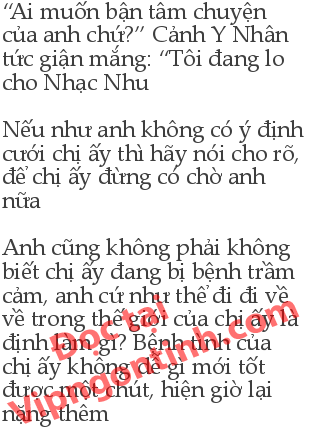 “Ai muốn bận tâm chuyện
của anh chứ?” Cảnh Y Nhân
tức giận mắng: “Tôi đang lo
cho Nhạc Nhu
Nếu như anh không có ý định
cưới chị ấy thì hãy nói cho rõ,
để chị ấy đừng có chờ anh
nữa
Anh cũng không phải không
biết chị ấy đang bị bệnh trầm
cảm, anh cứ như thể đi đi về
về trong thế giới của chị ấy là
định làm gì? Bệnh tình của
chị ấy không dễ gì mới tốt
được một chút, hiện giờ lại
nặng thêm
Đọc tại
Vipngontinh.com